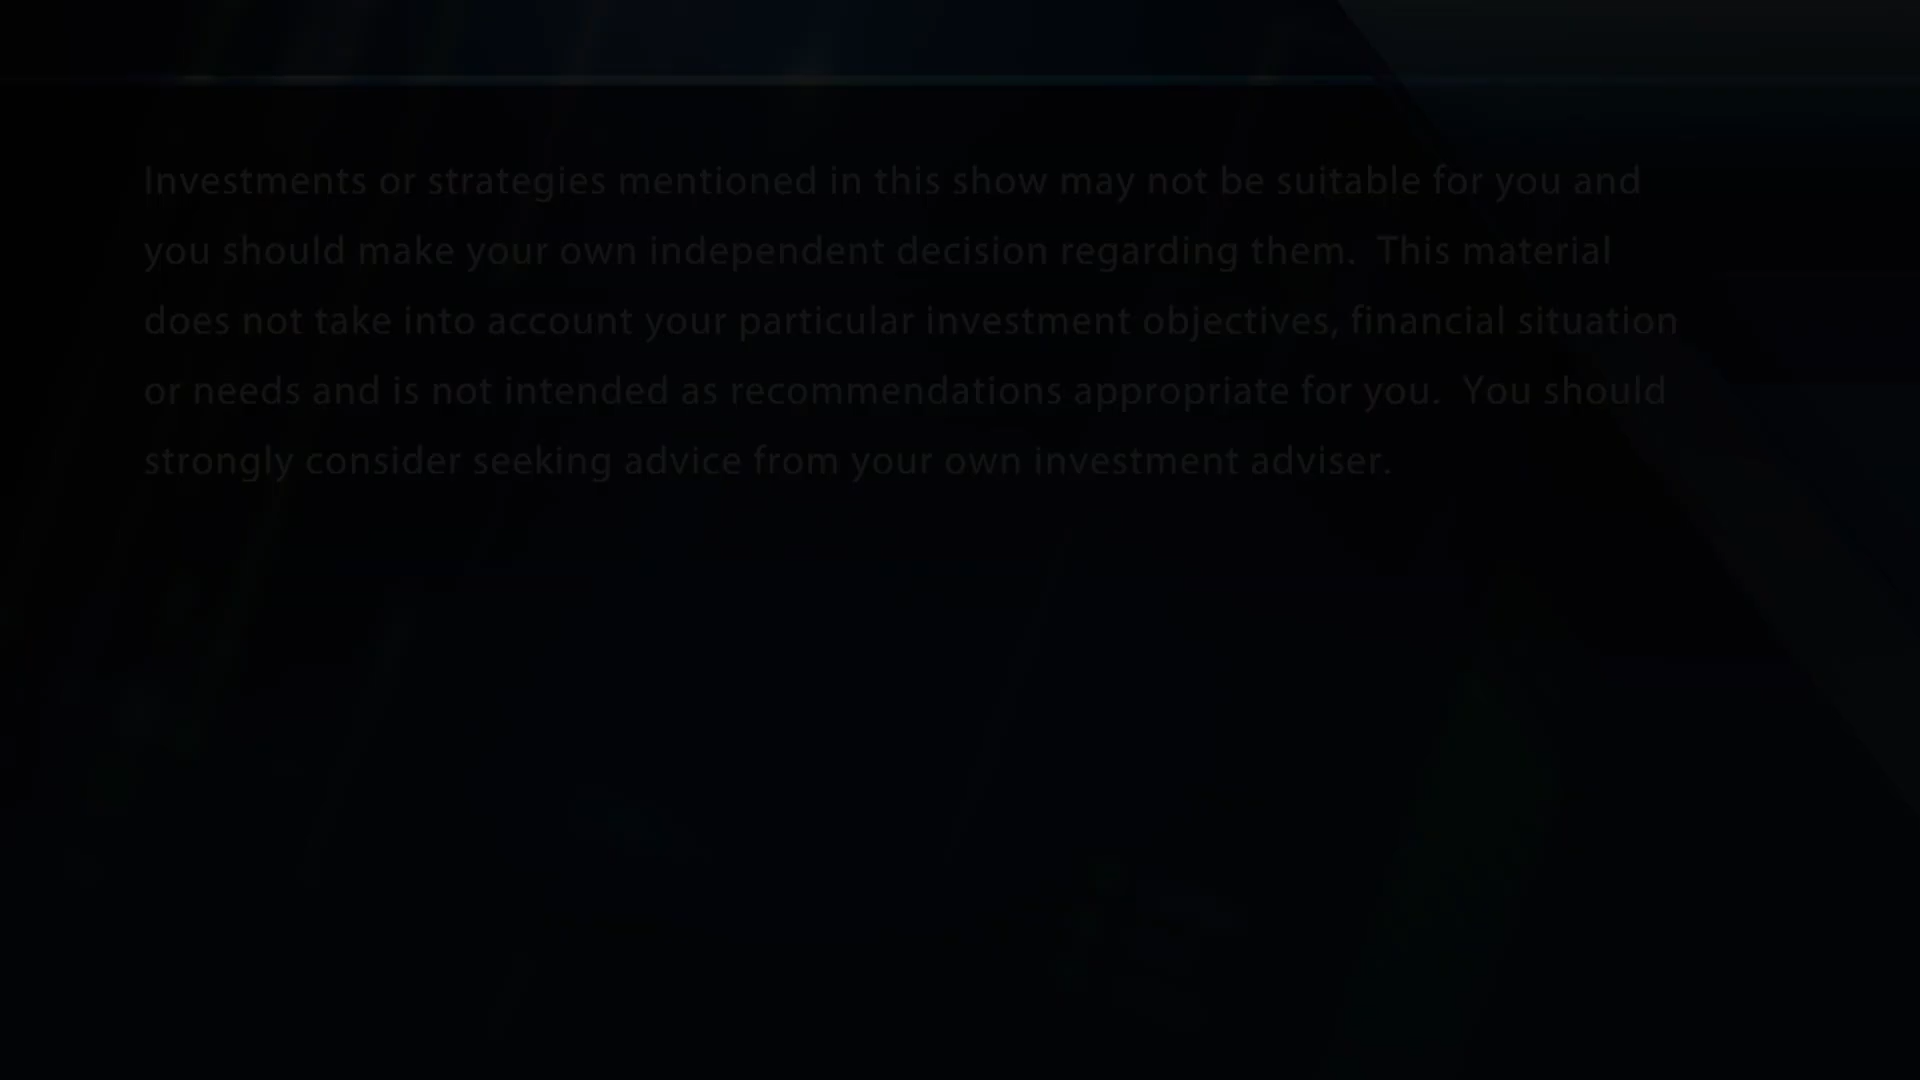 Investments or strategies mentioned in this show may not be suitable for you and
you should make your own independent decision regarding them.  This material
does not take into account your particular investment objectives, financial situation
or needs and is not intended as recommendations appropriate for you.  You should
strongly consider seeking advice from your own investment adviser.